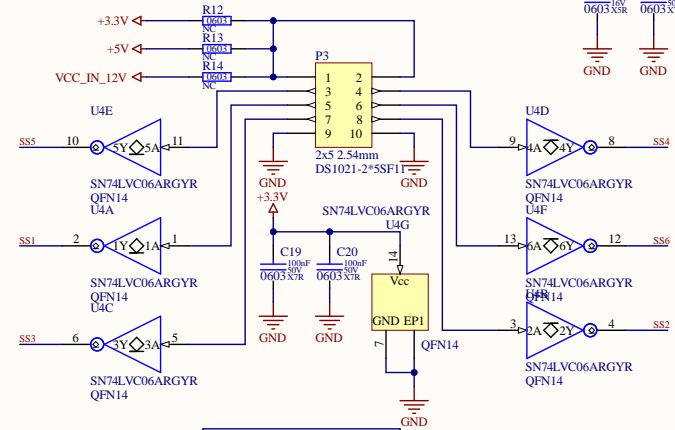 16V
50
0603 X5R
0603 X7
GND
GND
R12
+3.3V
0603
NC
R13
+5V
0603
NC
R14
VCC_IN_12V
0603
NC
P3
1 2
3 4
5 6
7 8
9 10
2x5 2.54mm
DS1021-2*5SF11
GND
GND
U4E
SS5 10 5Y 5A 11
SN74LVC06ARGYR
QFN14
U4A
SS1 2 1Y 1A 1
SN74LVC06ARGYR
QFN14
U4C
SS3 6 3Y 3A 5
SN74LVC06ARGYR
QFN14
+3.3V
C19
100nF
50V
0603 X7R
GND
C20
100nF
50V
0603 X7R
GND
SN74LVC06ARGYR
U4G
14
Vcc
GND EP1
7
QFN14
GND
U4D
9 4A 4Y 8 SS4
SN74LVC06ARGYR
QFN14
U4F
13 6A 6Y 12 SS6
SN74LVC06ARGYR
QFN14
U4B
3 2A 2Y 4 SS2
SN74LVC06ARGYR
QFN14